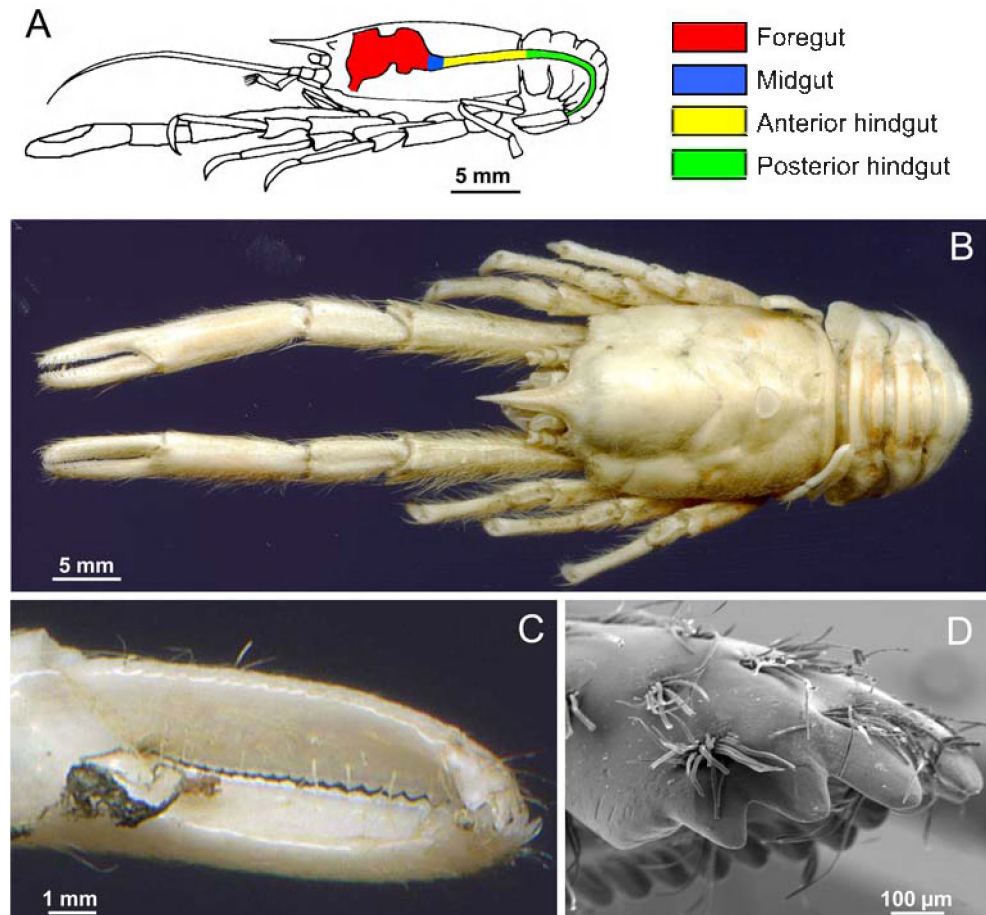 A
Foregut
Midgut
Anterior hindgut
Posterior hindgut
5 mm
B
5 mm
C
1 mm
D
100 µm